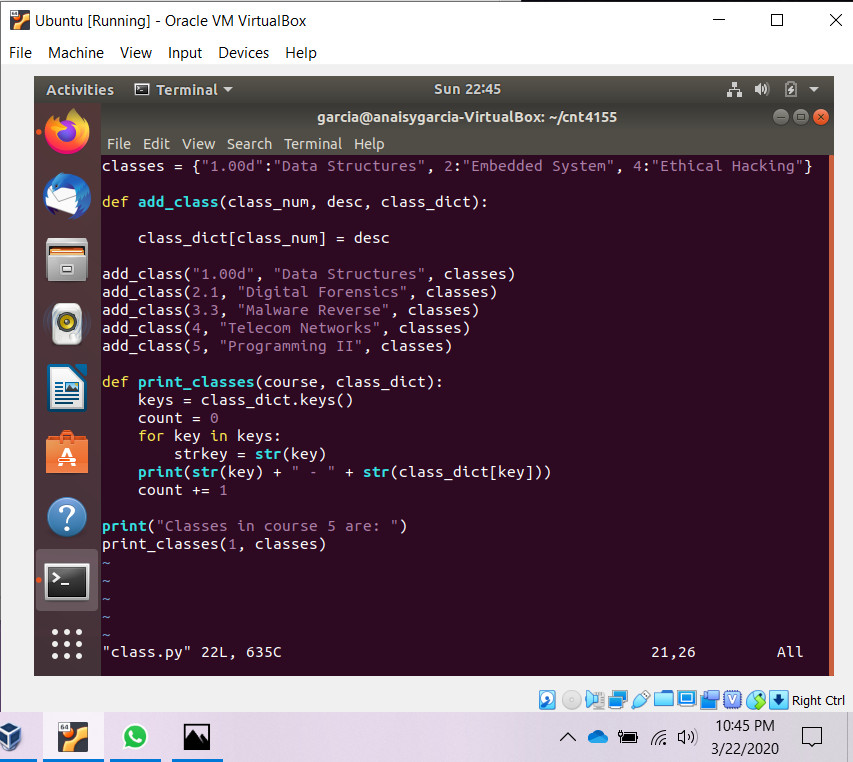 Ubuntu [Running] - Oracle VM VirtualBox
File Machine View Input Devices Help
Activities Terminal Sun 22:45
garcia@anaisygarcia-VirtualBox: ~/cnt4155
File Edit View Search Terminal Help
classes = {"1.00d":"Data Structures", 2:"Embedded System", 4:"Ethical Hacking"}
def add_class(class_num, desc, class_dict):
    class_dict[class_num] = desc
add_class("1.00d", "Data Structures", classes)
add_class(2.1, "Digital Forensics", classes)
add_class(3.3, "Malware Reverse", classes)
add_class(4, "Telecom Networks", classes)
add_class(5, "Programming II", classes)
def print_classes(course, class_dict):
    keys = class_dict.keys()
    count = 0
    for key in keys:
        strkey = str(key)
    print(str(key) + " - " + str(class_dict[key]))
    count += 1
print("Classes in course 5 are: ")
print_classes(1, classes)
~
~
~
~
~
"class.py" 22L, 635C 21,26 All
Right Ctrl
64
10:45 PM
3/22/2020